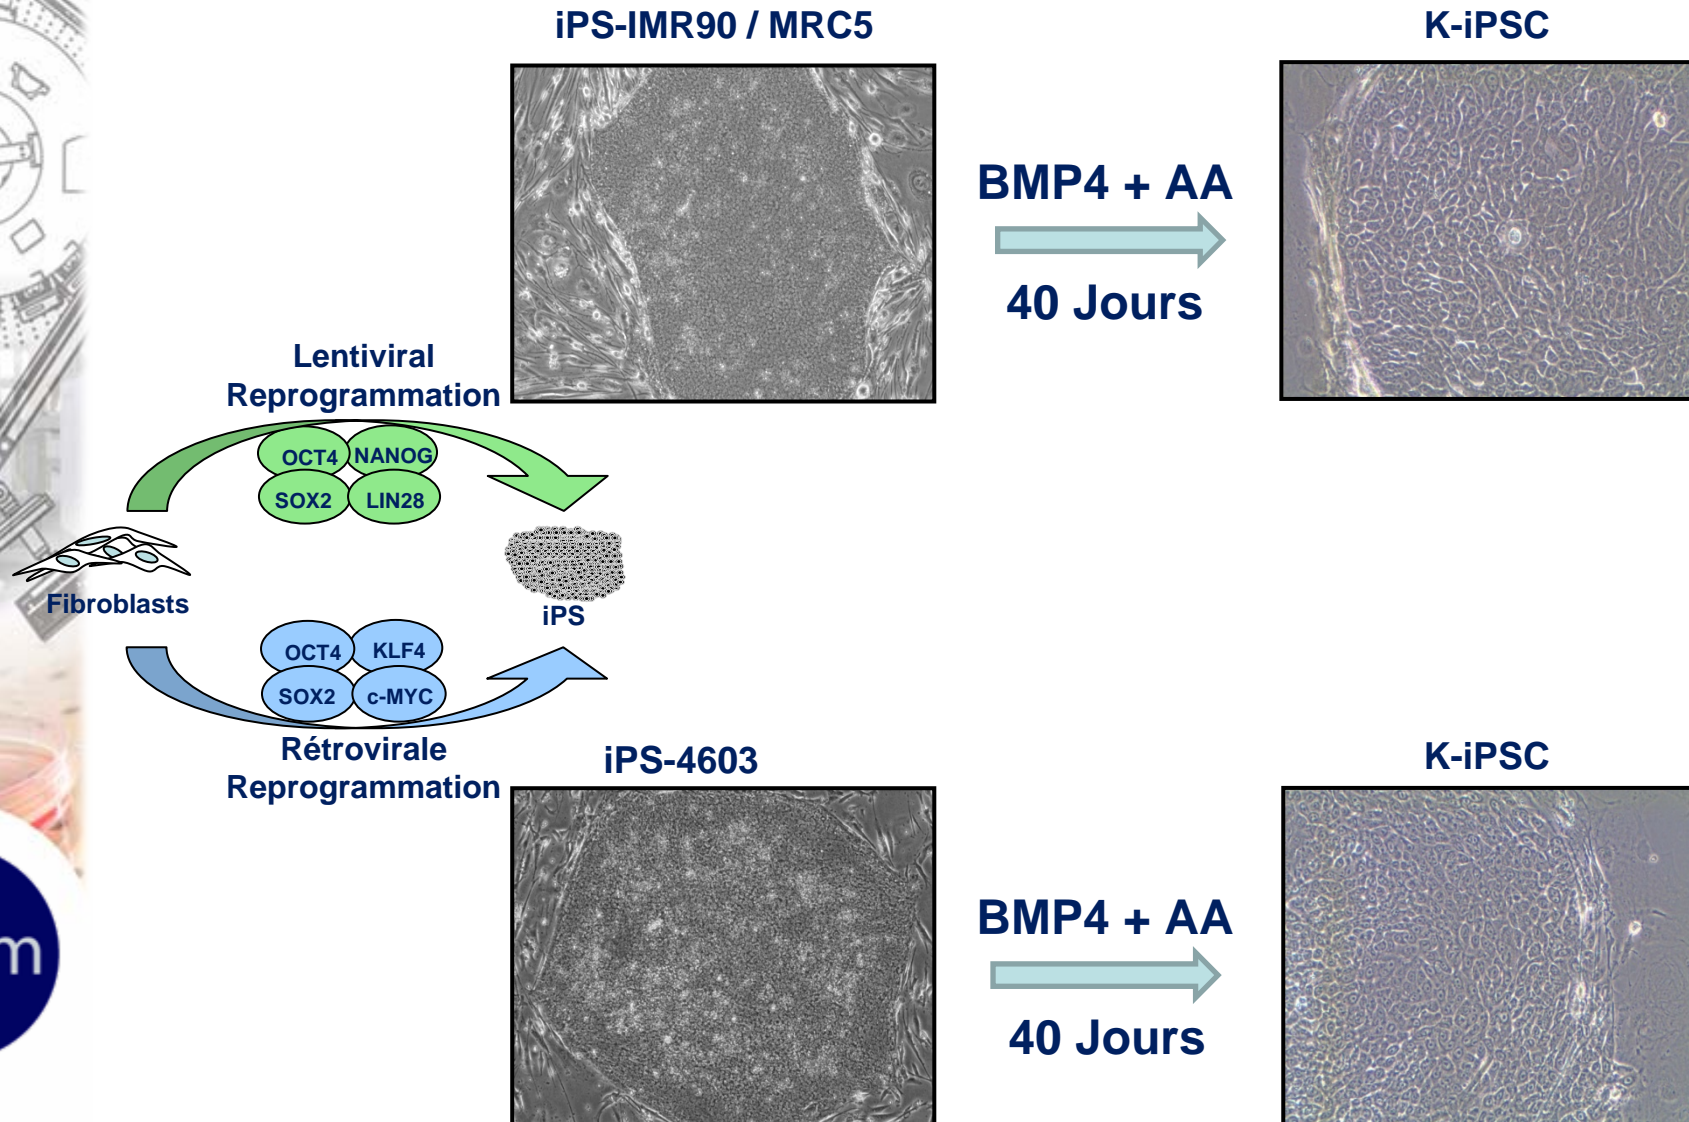 iPS-IMR90 / MRC5
K-iPSC
BMP4 + AA
40 Jours
Lentiviral
Reprogrammation
OCT4
NANOG
SOX2
LIN28
Fibroblasts
iPS
OCT4
KLF4
SOX2
c-MYC
Rétrovirale
Reprogrammation
iPS-4603
K-iPSC
BMP4 + AA
40 Jours
m